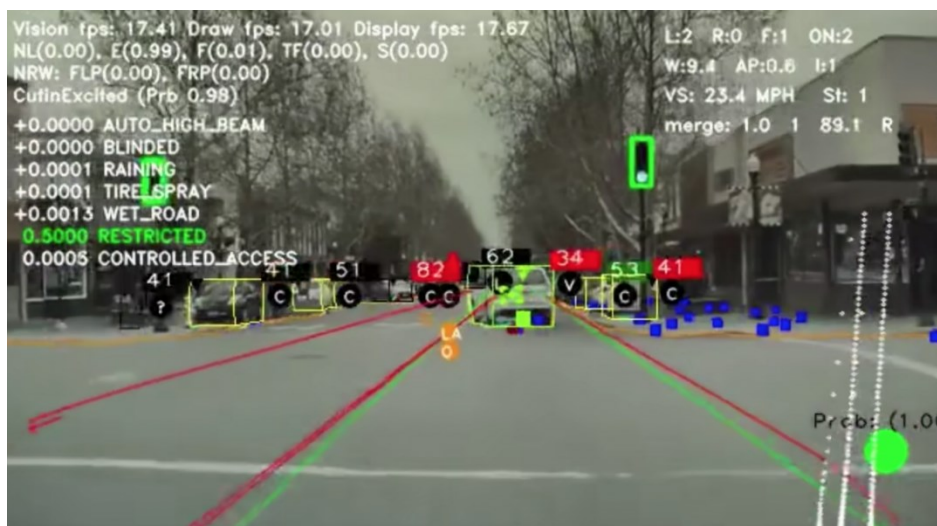 Vision fps: 17.41 Draw fps: 17.01 Display fps: 17.67
NL(0.00), E(0.99), F(0.01), TF(0.00), S(0.00)
NRW: FLP(0.00), FRP(0.00)
CutinExcited (Prb 0.98)
+0.0000 AUTO_HIGH_BEAM
+0.0000 BLINDED
+0.0001 RAINING
+0.0001 TIRE_SPRAY
+0.0013 WET_ROAD
0.5000 RESTRICTED
0.0005 CONTROLLED_ACCESS
L:2 R:0 F:1 ON:2
W:9.4 AP:0.6 I:1
VS: 23.4 MPH St: 1
merge: 1.0 1 89.1 R
41 41 51 82 62 34 53 41
? C C C C L V C C
LA
0
Prob: (1.00